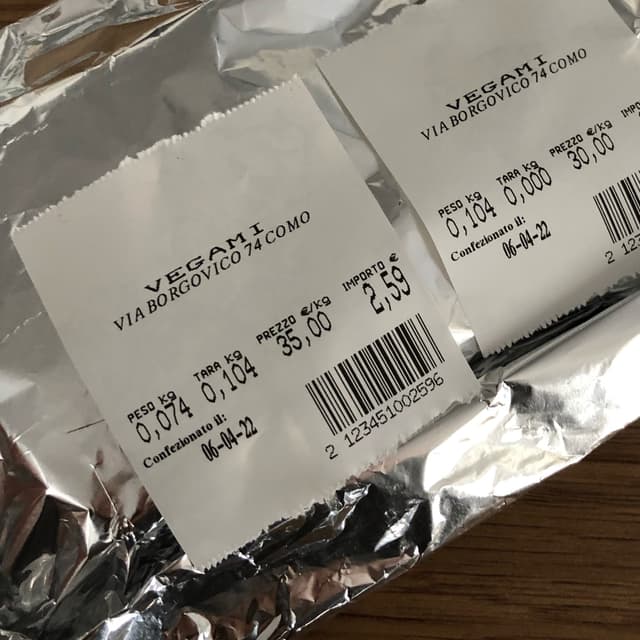 VEGAMI
VIA BORGOVICO 74 COMO
PESO Kg TARA Kg PREZZO €/Kg IMPORTO €
0,074 0,104 35,00 2,59
Confezionato il:
06-04-22
2 123451002596
VEGAMI
VIA BORGOVICO 74 COMO
PESO Kg TARA Kg PREZZO €/Kg
0,104 0,000 30,00
Confezionato il:
06-04-22